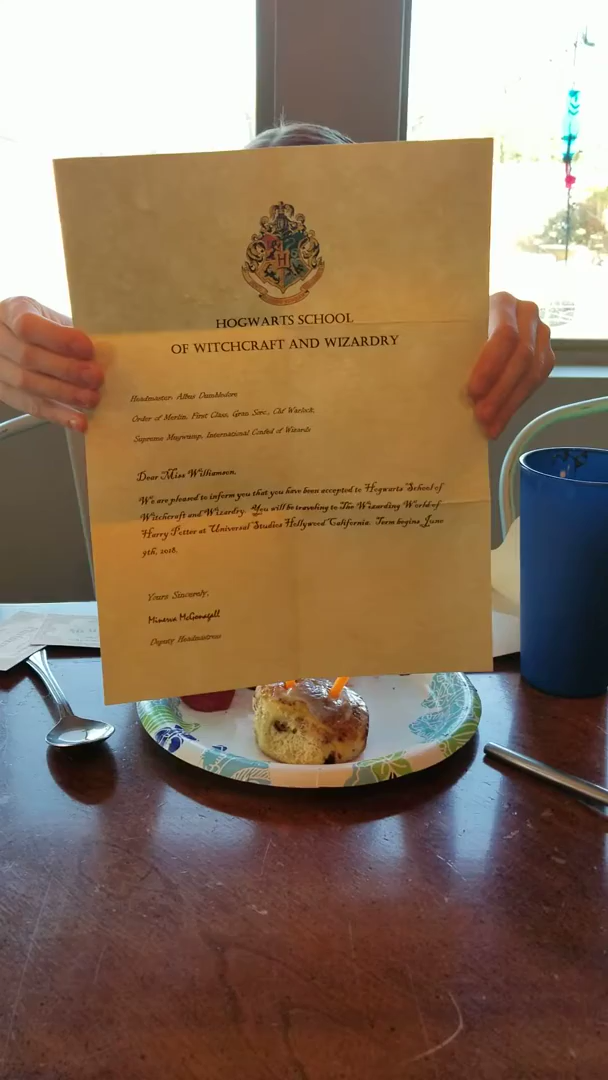 H
HOGWARTS SCHOOL
OF WITCHCRAFT AND WIZARDRY
Headmaster: Albus Dumbledore
Order of Merlin, First Class, Gran Sorc., Chf Warlock,
Supreme Mugwump, International Confed of Wizards
Dear Miss Williamson,
We are pleased to inform you that you have been accepted to Hogwarts School of
Witchcraft and Wizardry. You will be traveling to The Wizarding World of
Harry Potter at Universal Studios Hollywood California. Term begins June
9th, 2018.
Yours Sincerely,
Minerva McGonagall
Deputy Headmistress